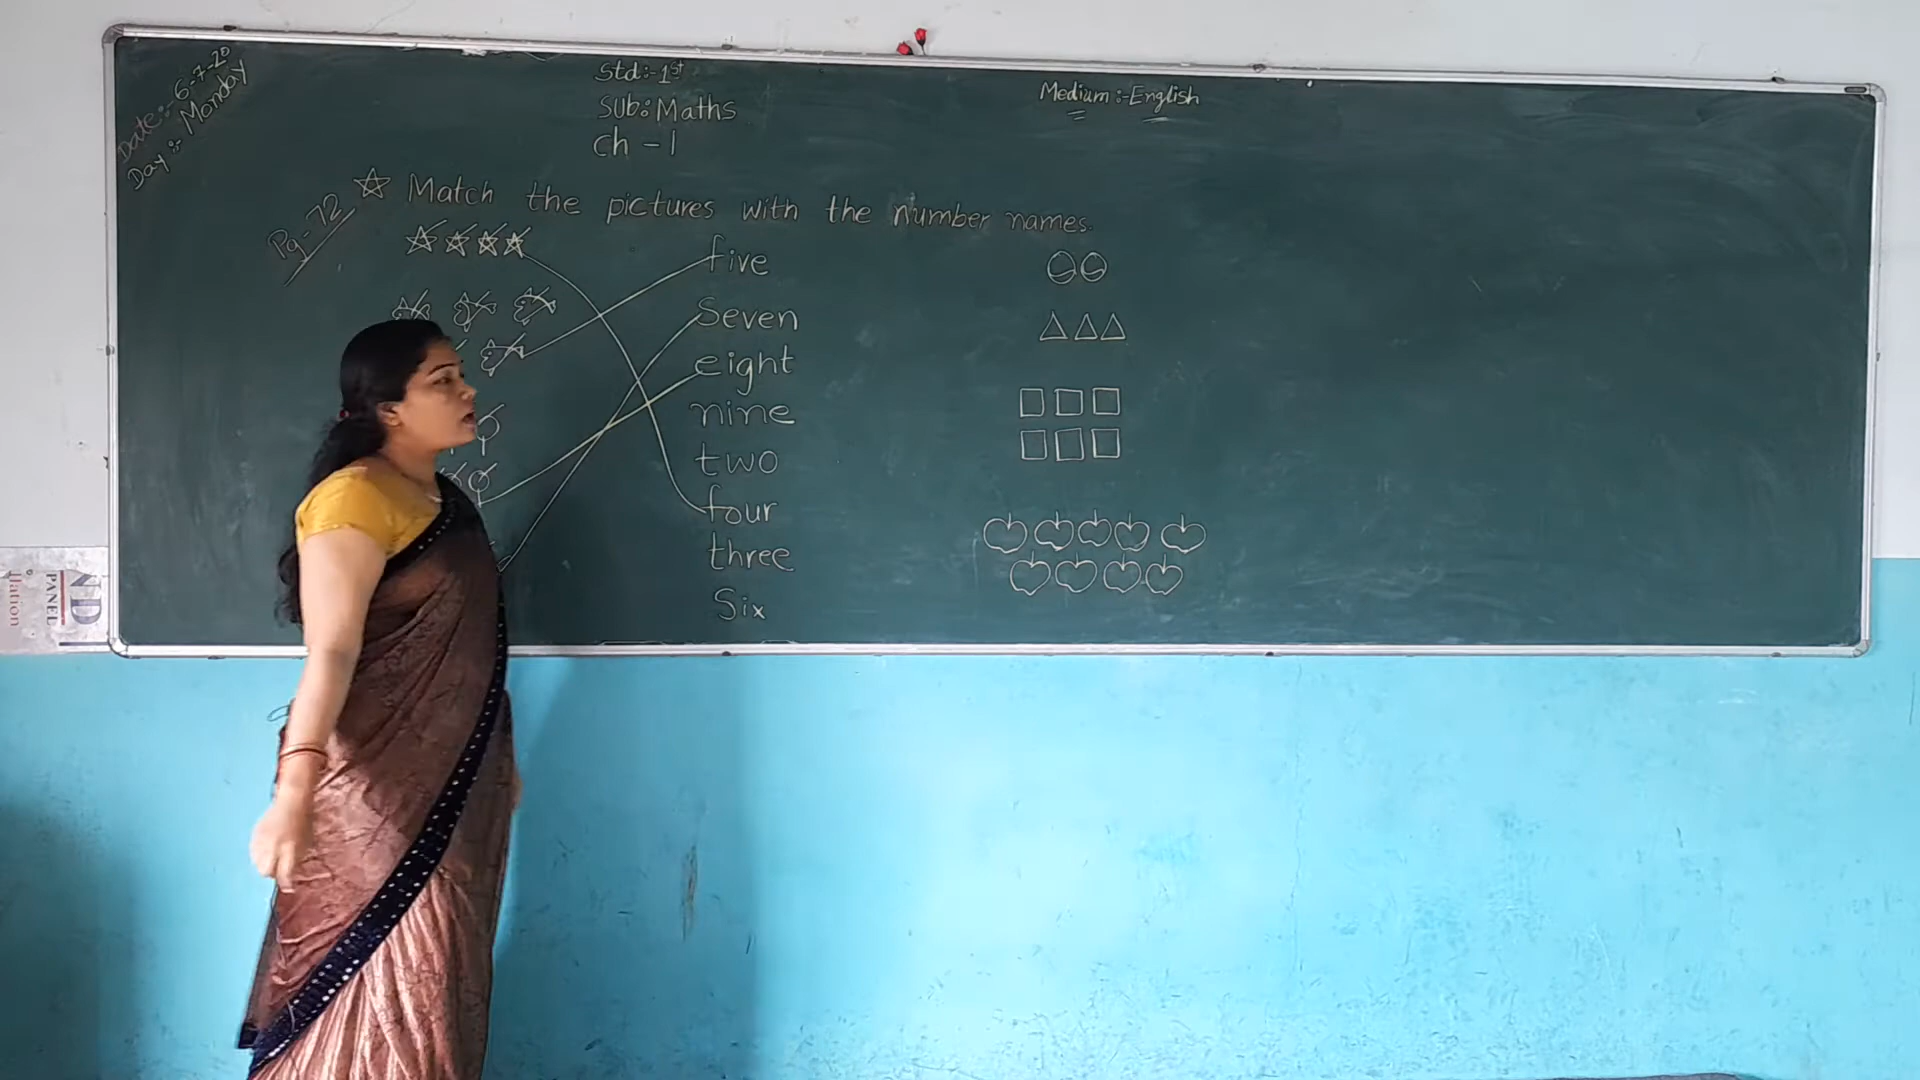 Date:- 6-7-20
Day:- Monday
Std:-1st
Sub: Maths
Ch - 1
Medium:-English
Pg-72
Match the pictures with the number names.
five
Seven
eight
nine
two
four
three
Six
PANEL